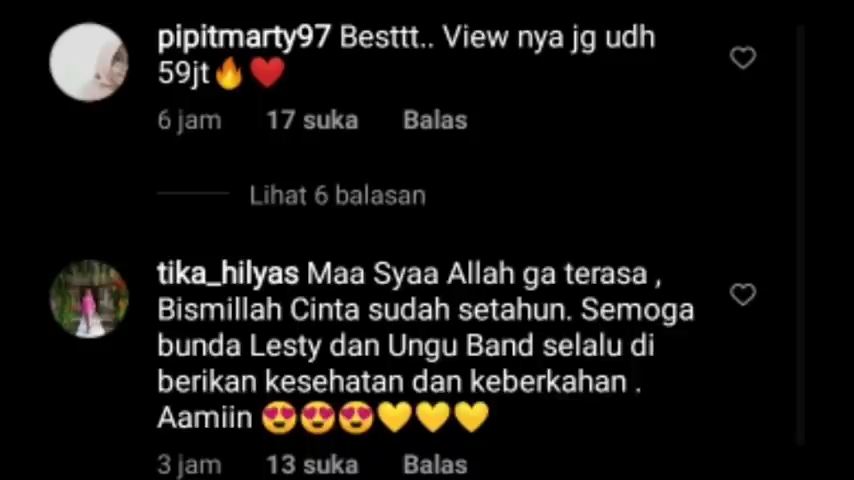 pipitmarty97 Besttt.. View nya jg udh
59jt🔥❤️
6 jam 17 suka Balas
Lihat 6 balasan
tika_hilyas Maa Syaa Allah ga terasa ,
Bismillah Cinta sudah setahun. Semoga
bunda Lesty dan Ungu Band selalu di
berikan kesehatan dan keberkahan .
Aamiin 😍😍😍💛💛💛
3 jam 13 suka Balas